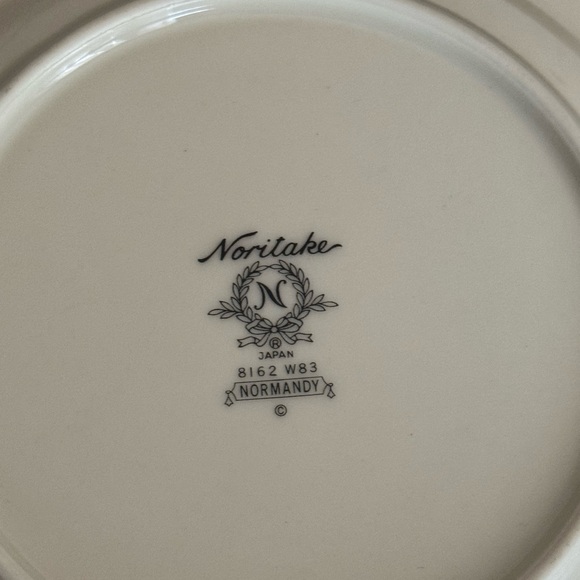 Noritake
N
®
JAPAN
8162 W83
NORMANDY
©